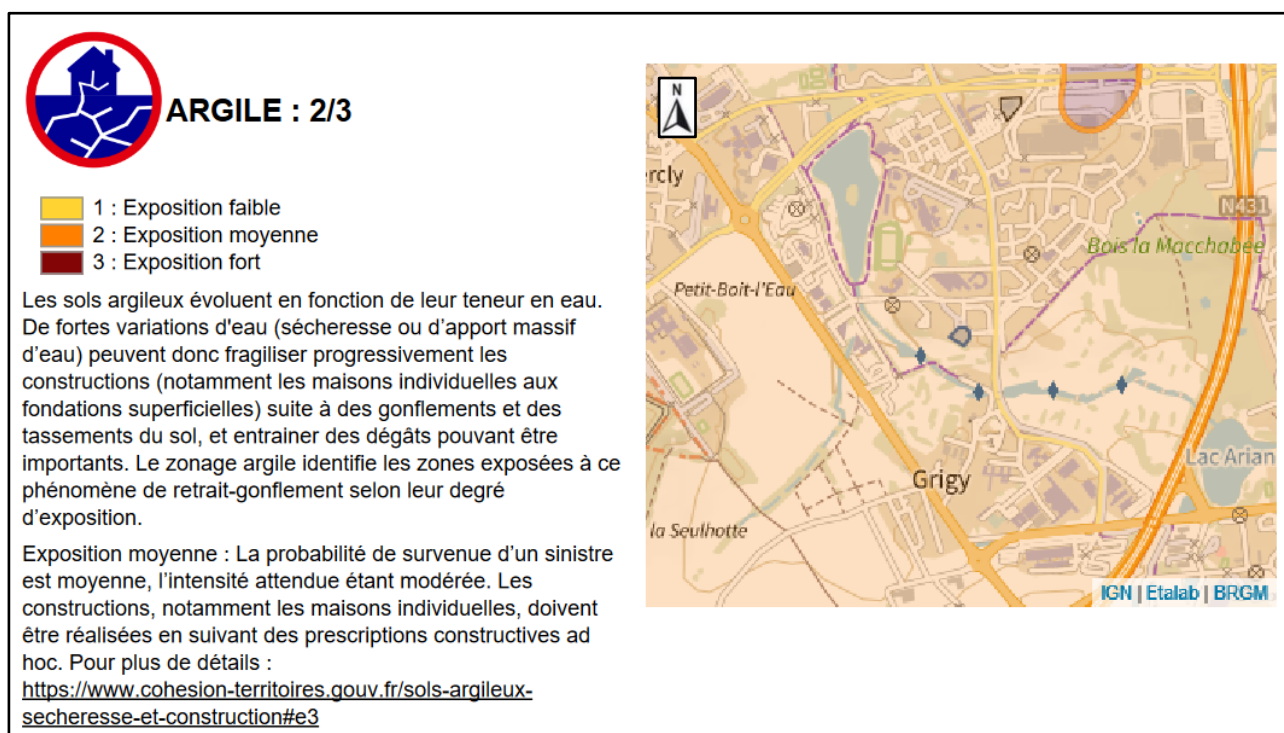 ARGILE : 2/3
1 : Exposition faible
2 : Exposition moyenne
3 : Exposition fort
Les sols argileux évoluent en fonction de leur teneur en eau.
De fortes variations d'eau (sécheresse ou d’apport massif
d’eau) peuvent donc fragiliser progressivement les
constructions (notamment les maisons individuelles aux
fondations superficielles) suite à des gonflements et des
tassements du sol, et entrainer des dégâts pouvant être
importants. Le zonage argile identifie les zones exposées à ce
phénomène de retrait-gonflement selon leur degré
d’exposition.
Exposition moyenne : La probabilité de survenue d’un sinistre
est moyenne, l’intensité attendue étant modérée. Les
constructions, notamment les maisons individuelles, doivent
être réalisées en suivant des prescriptions constructives ad
hoc. Pour plus de détails :
https://www.cohesion-territoires.gouv.fr/sols-argileux-
secheresse-et-construction#e3
N
ercly
N431
Bois la Macchabée
Petit-Boit-l'Eau
Lac Arian
Grigy
la Seulhotte
IGN | Etalab | BRGM